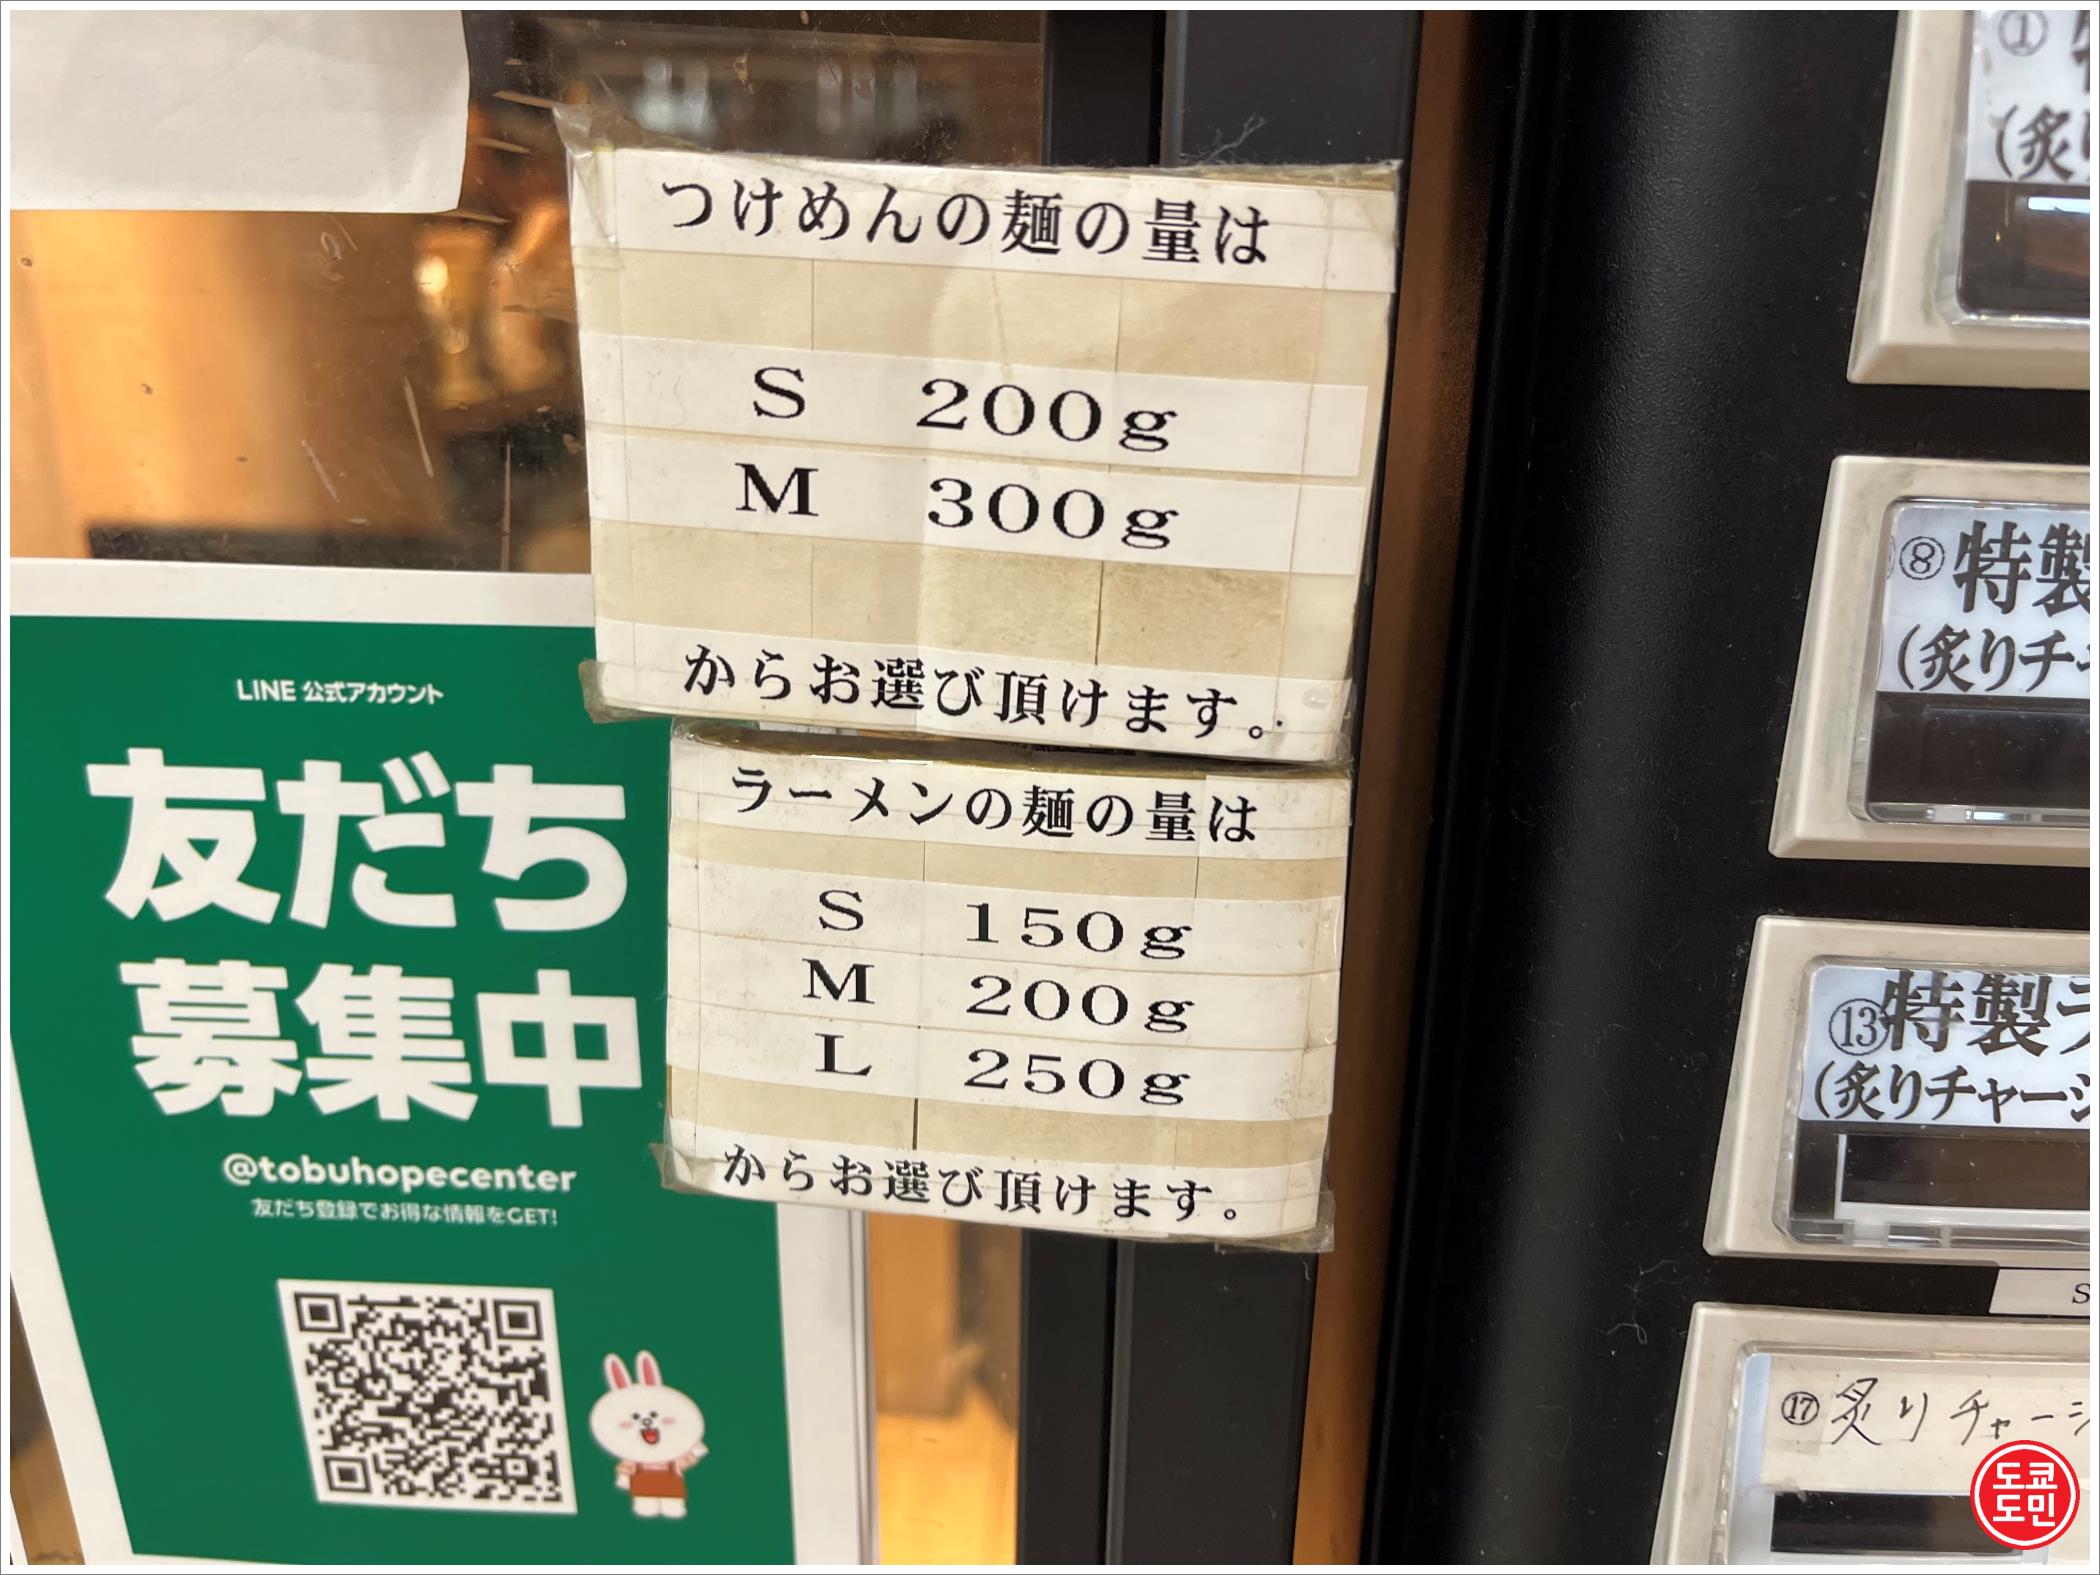 つけめんの麺の量は
S 200g
M 300g
からお選び頂けます。
ラーメンの麺の量は
S 150g
M 200g
L 250g
からお選び頂けます。
LINE 公式アカウント
友だち
募集中
@tobuhopecenter
友だち登録でお得な情報をGET!
①
(炙り
⑧特製
(炙りチャ
⑬特製ラ
(炙りチャーシ
S
⑰炙りチャーシ
도쿄
도민